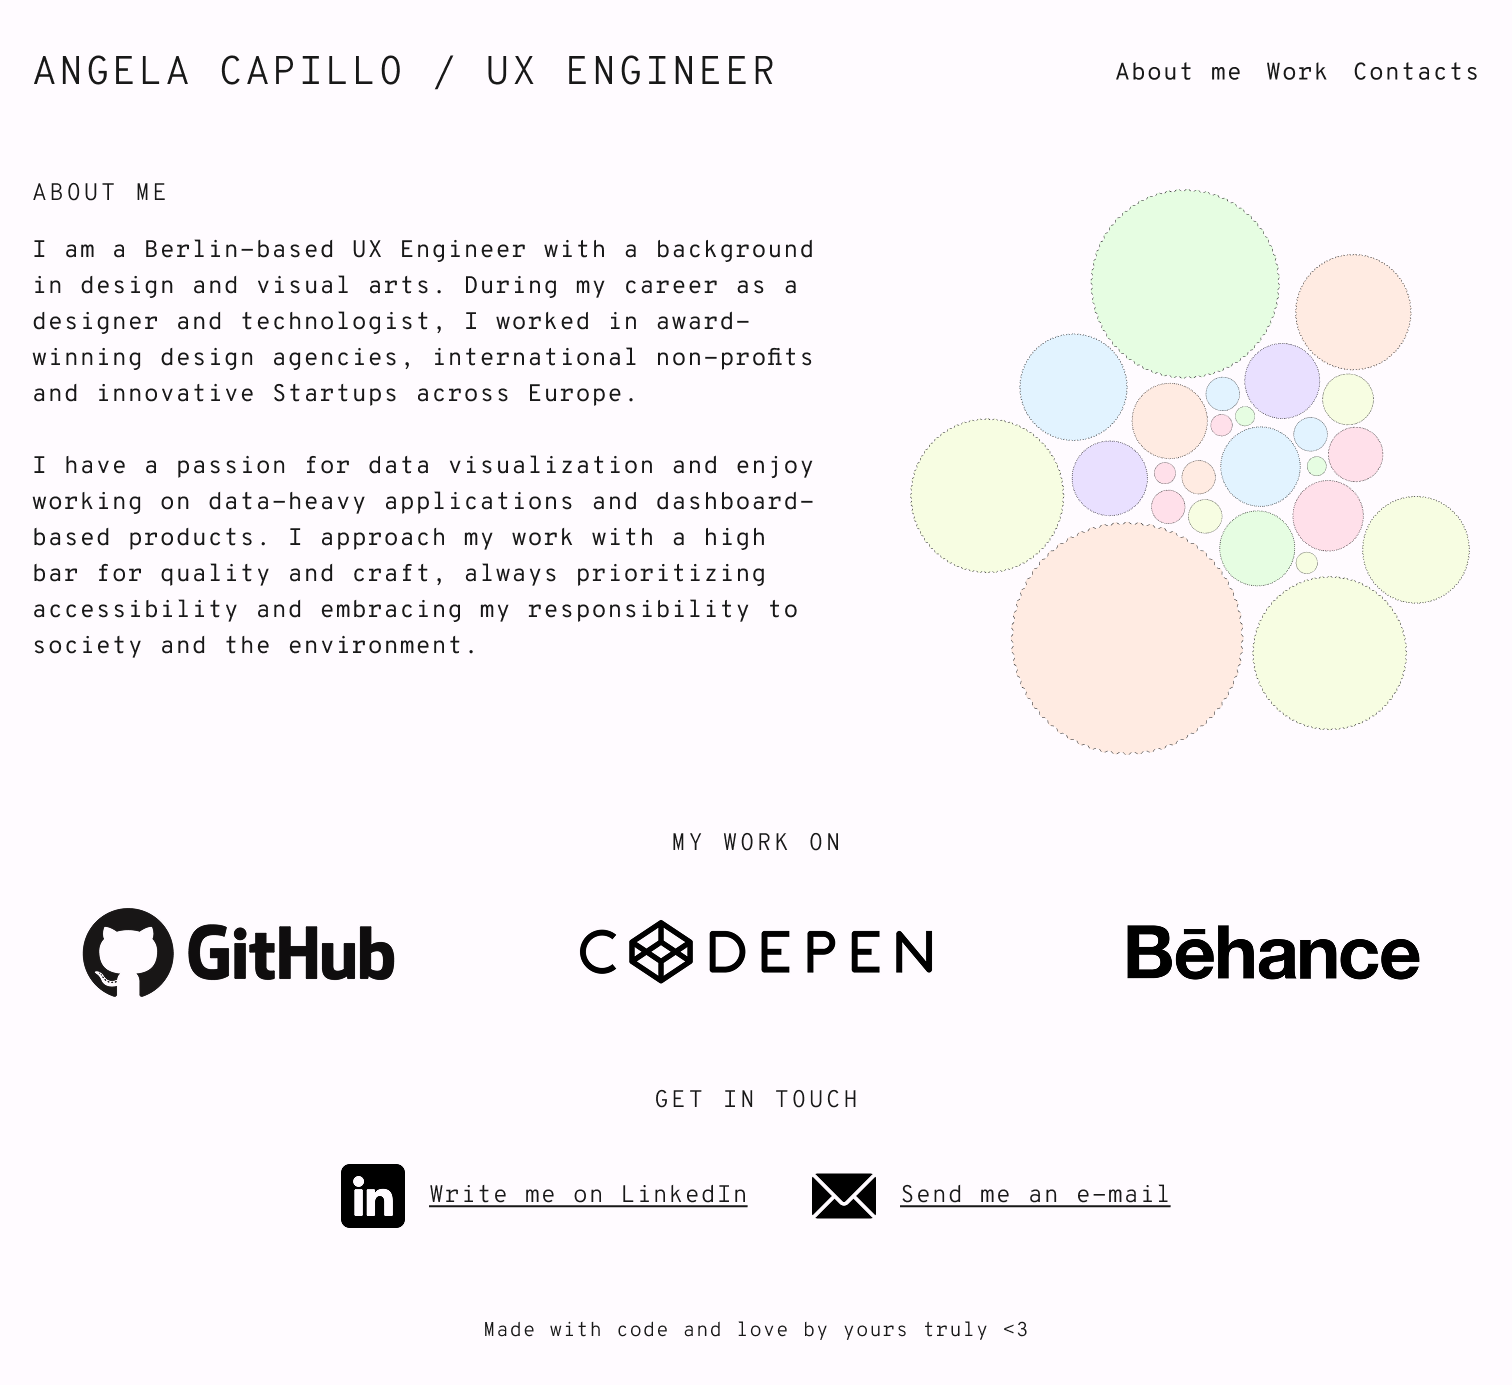 ANGELA CAPILLO / UX ENGINEER
About me Work Contacts
ABOUT ME
I am a Berlin-based UX Engineer with a background
in design and visual arts. During my career as a
designer and technologist, I worked in award-
winning design agencies, international non-profits
and innovative Startups across Europe.
I have a passion for data visualization and enjoy
working on data-heavy applications and dashboard-
based products. I approach my work with a high
bar for quality and craft, always prioritizing
accessibility and embracing my responsibility to
society and the environment.
MY WORK ON
GitHub
CODEPEN
Bēhance
GET IN TOUCH
in Write me on LinkedIn
Send me an e-mail
Made with code and love by yours truly <3